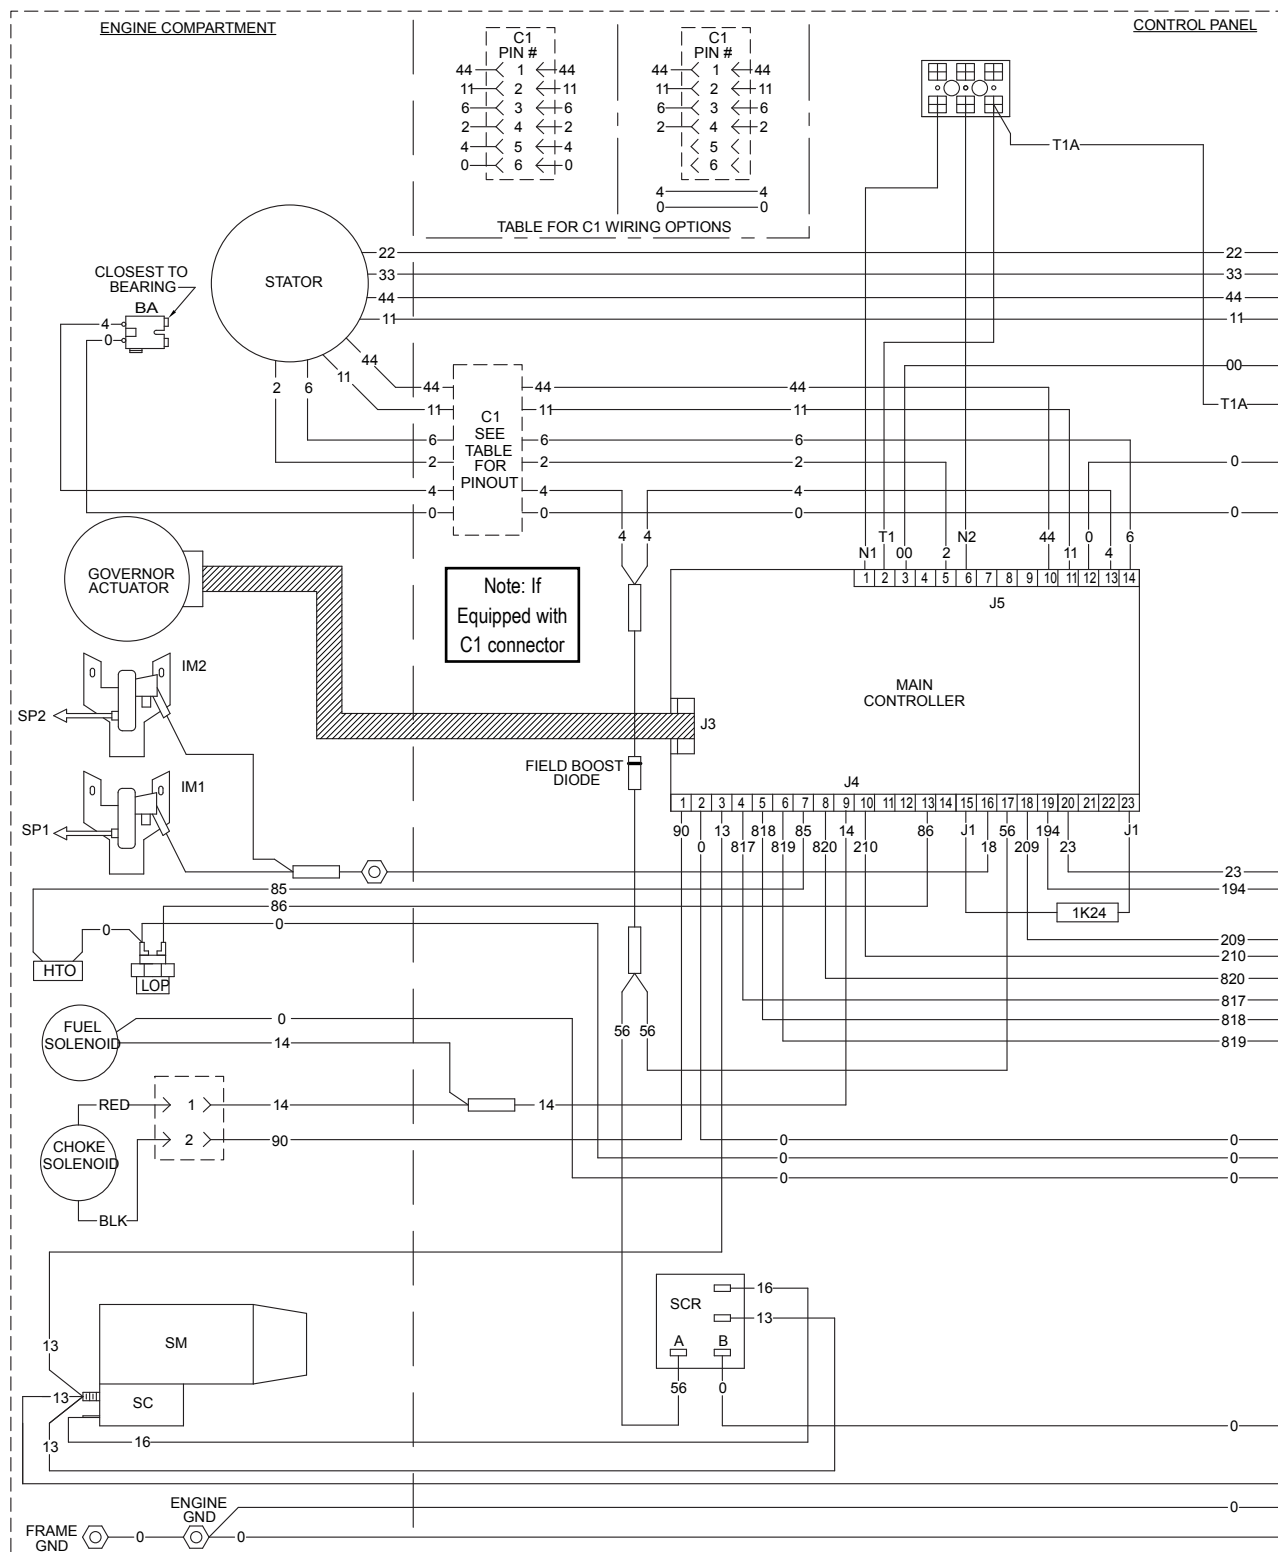 ENGINE COMPARTMENT
CONTROL PANEL
C1
PIN #
44 1 44
11 2 11
6 3 6
2 4 2
4 5 4
0 6 0
C1
PIN #
44 1 44
11 2 11
6 3 6
2 4 2
5
6
4 4
0 0
TABLE FOR C1 WIRING OPTIONS
T1A
STATOR
22 22
33 33
44 44
11 11
CLOSEST TO
BEARING
BA
4
0
2 6 11 44
00
T1A
C1
SEE
TABLE
FOR
PINOUT
44 44 44
11 11 11
6 6 6
2 2 2 0
4 4 4
0 0 0 0
4 4
N1 T1 00 2 N2 44 11 0 4 6
1 2 3 4 5 6 7 8 9 10 11 12 13 14
J5
GOVERNOR
ACTUATOR
Note: If
Equipped with
C1 connector
MAIN
CONTROLLER
IM2
SP2
J3
FIELD BOOST
DIODE
IM1
SP1
J4
1 2 3 4 5 6 7 8 9 10 11 12 13 14 15 16 17 18 19 20 21 22 23
90 13 818 85 14 86 J1 56 194 J1
0 817 819 820 210 18 209 23
23
85 194
86
0 0
1K24
HTO
LOP
209
210
820
817
818
819
FUEL
SOLENOID
0
14
56 56
RED 1 14 14
2 90
CHOKE
SOLENOID
BLK
0 0
0 0
0 0
SCR
16
13
A B
56 0
SM
SC
13
13
13
16
0
ENGINE
GND
FRAME
GND
0 0
0